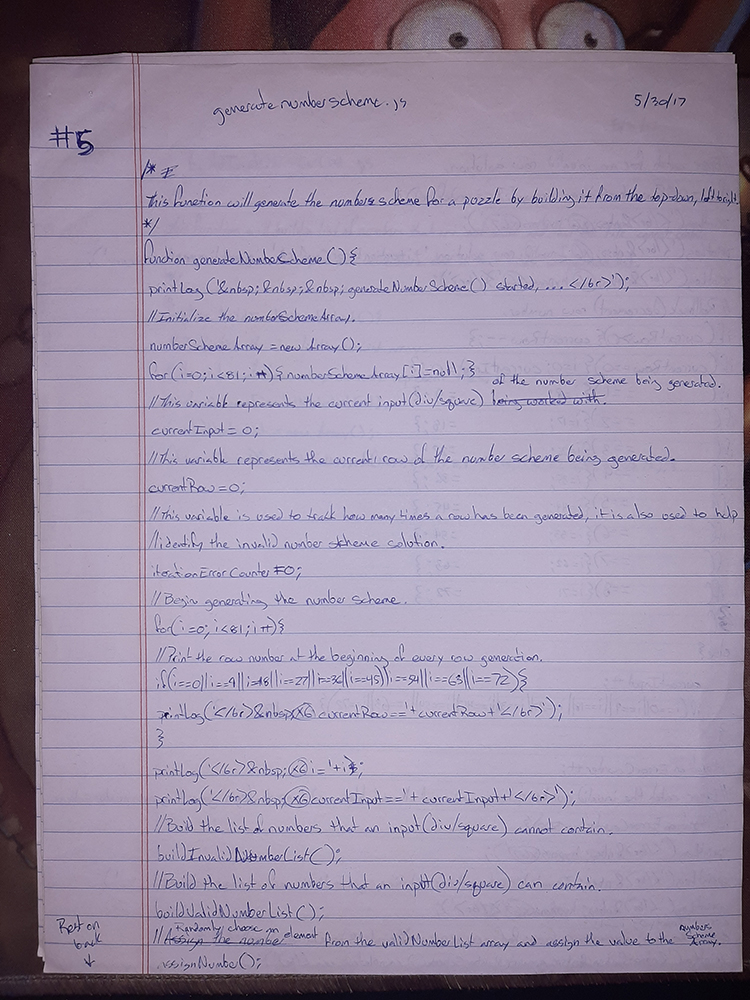 generatenumberscheme.js
5/30/17
#5
/*
This function will generate the numbers scheme for a puzzle by building it from the top-down, left to right.
*/
function generateNumberScheme(){
printLog('&nbsp;&nbsp;&nbsp;generateNumberScheme() started, ...</br>');
//Initialize the numberSchemeArray.
numberSchemeArray = new Array();
for(i=0;i<81;i++){numberSchemeArray[i]=null;}
of the number scheme being generated.
//This variable represents the current input(div/square) being worked with.
currentInput = 0;
//This variable represents the current row of the number scheme being generated.
currentRow=0;
//This variable is used to track how many times a row has been generated, it is also used to help
//identify the invalid number scheme solution.
iterationErrorCounter=0;
//Begin generating the number scheme.
for(i=0;i<81;i++){
//Print the row number at the beginning of every row generation.
if(i==0||i==9||i==18||i==27||i==36||i==45||i==54||i==63||i==72){
printLog('</br>&nbsp;(x6)currentRow=='+currentRow+'</br>');
}
printLog('</br>&nbsp;(x6)i='+i);
printLog('</br>&nbsp;(x6)currentInput=='+currentInput+'</br>');
//Build the list of numbers that an input(div/square) cannot contain.
buildInvalidNumberList();
//Build the list of numbers that an input(div/square) can contain.
buildValidNumberList();
Randomly choose an element
//Assign the number from the validNumberList array and assign the value to the number scheme Array.
assignNumber();
Rest on
back
↓